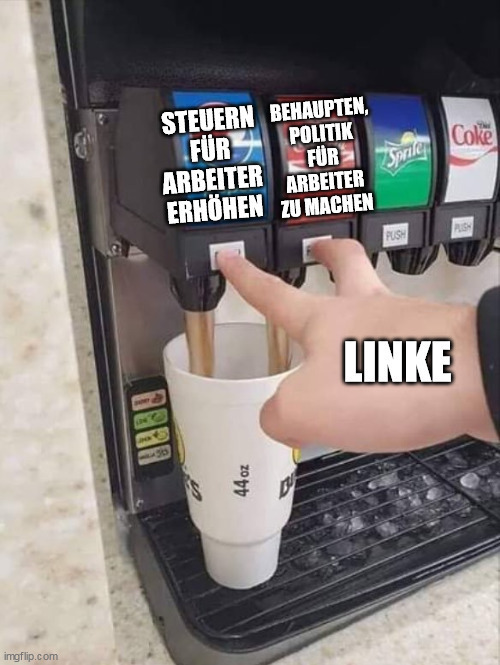 STEUERN
FÜR
ARBEITER
ERHÖHEN
BEHAUPTEN,
POLITIK
FÜR
ARBEITER
ZU MACHEN
Sprite
Coke
PUSH
PUSH
LINKE
44 oz
imgflip.com